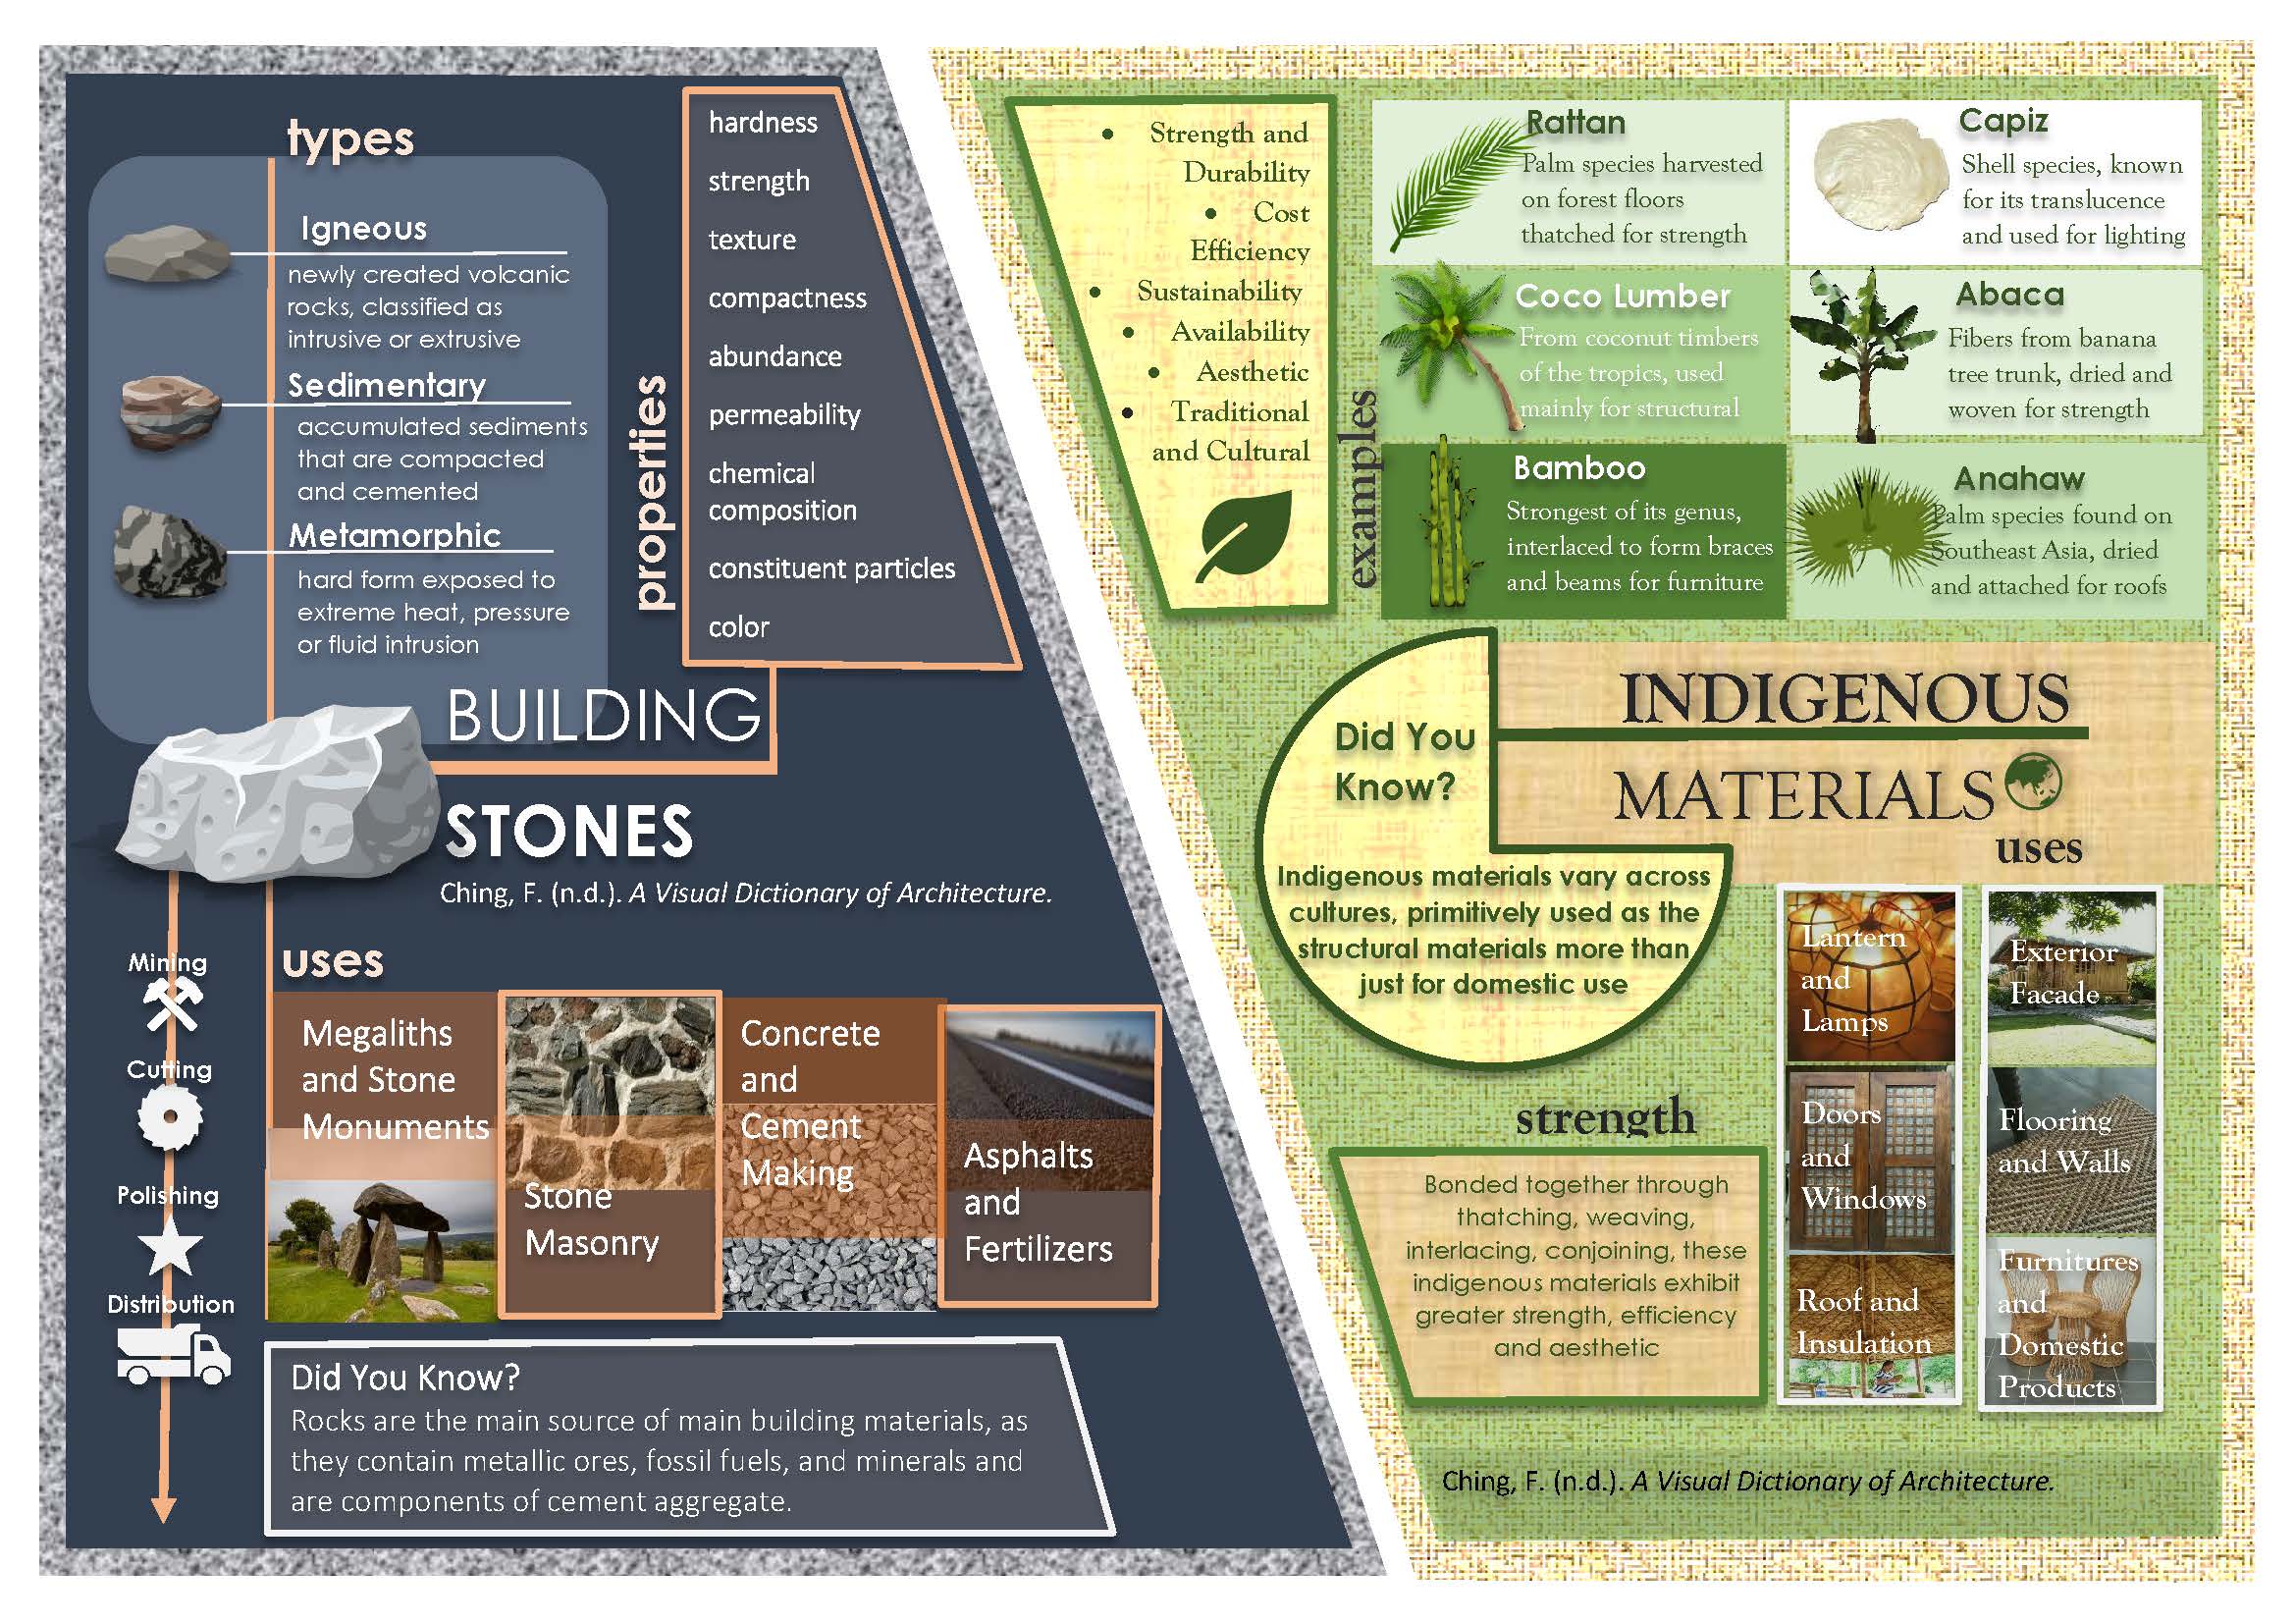 types
Igneous
newly created volcanic
rocks, classified as
intrusive or extrusive
Sedimentary
accumulated sediments
that are compacted
and cemented
Metamorphic
hard form exposed to
extreme heat, pressure
or fluid intrusion
properties
hardness
strength
texture
compactness
abundance
permeability
chemical
composition
constituent particles
color
BUILDING
STONES
Ching, F. (n.d.). A Visual Dictionary of Architecture.
Mining
Cutting
Polishing
Distribution
uses
Megaliths
and Stone
Monuments
Stone
Masonry
Concrete
and
Cement
Making
Asphalts
and
Fertilizers
Did You Know?
Rocks are the main source of main building materials, as
they contain metallic ores, fossil fuels, and minerals and
are components of cement aggregate.
• Strength and
Durability
• Cost
Efficiency
• Sustainability
• Availability
• Aesthetic
• Traditional
and Cultural
examples
Rattan
Palm species harvested
on forest floors
thatched for strength
Capiz
Shell species, known
for its translucence
and used for lighting
Coco Lumber
From coconut timbers
of the tropics, used
mainly for structural
Abaca
Fibers from banana
tree trunk, dried and
woven for strength
Bamboo
Strongest of its genus,
interlaced to form braces
and beams for furniture
Anahaw
Palm species found on
Southeast Asia, dried
and attached for roofs
INDIGENOUS
MATERIALS
Did You
Know?
Indigenous materials vary across
cultures, primitively used as the
structural materials more than
just for domestic use
uses
Lantern
and
Lamps
Exterior
Facade
Doors
and
Windows
Flooring
and Walls
Roof and
Insulation
Furnitures
and
Domestic
Products
strength
Bonded together through
thatching, weaving,
interlacing, conjoining, these
indigenous materials exhibit
greater strength, efficiency
and aesthetic
Ching, F. (n.d.). A Visual Dictionary of Architecture.